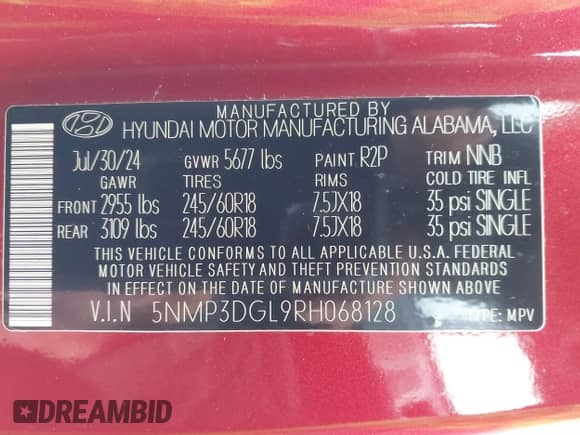 MANUFACTURED BY
HYUNDAI MOTOR MANUFACTURING ALABAMA, LLC
Jul/30/24 GVWR 5677 lbs PAINT R2P TRIM NNB
GAWR TIRES RIMS COLD TIRE INFL
FRONT 2955 lbs 245/60R18 7.5JX18 35 psi SINGLE
REAR 3109 lbs 245/60R18 7.5JX18 35 psi SINGLE
THIS VEHICLE CONFORMS TO ALL APPLICABLE U.S.A. FEDERAL
MOTOR VEHICLE SAFETY AND THEFT PREVENTION STANDARDS
IN EFFECT ON THE DATE OF MANUFACTURE SHOWN ABOVE
V.I.N 5NMP3DGL9RH068128 TYPE: MPV
DREAMBID